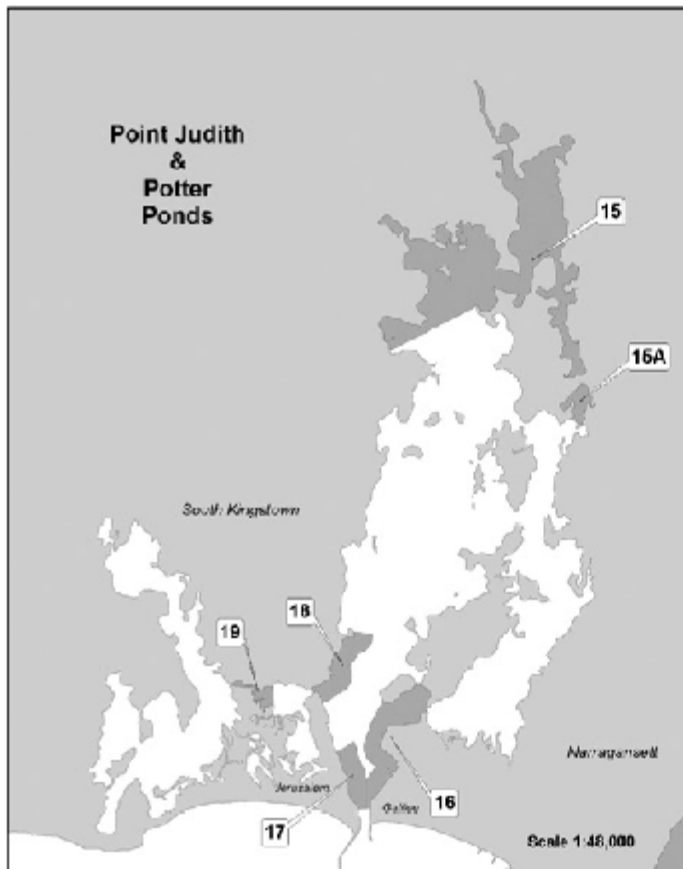 Point Judith
&
Potter
Ponds
15
15A
South Kingstown
18
19
Narragansett
Jerusalem
Galilee
16
17
Scale 1:48,000